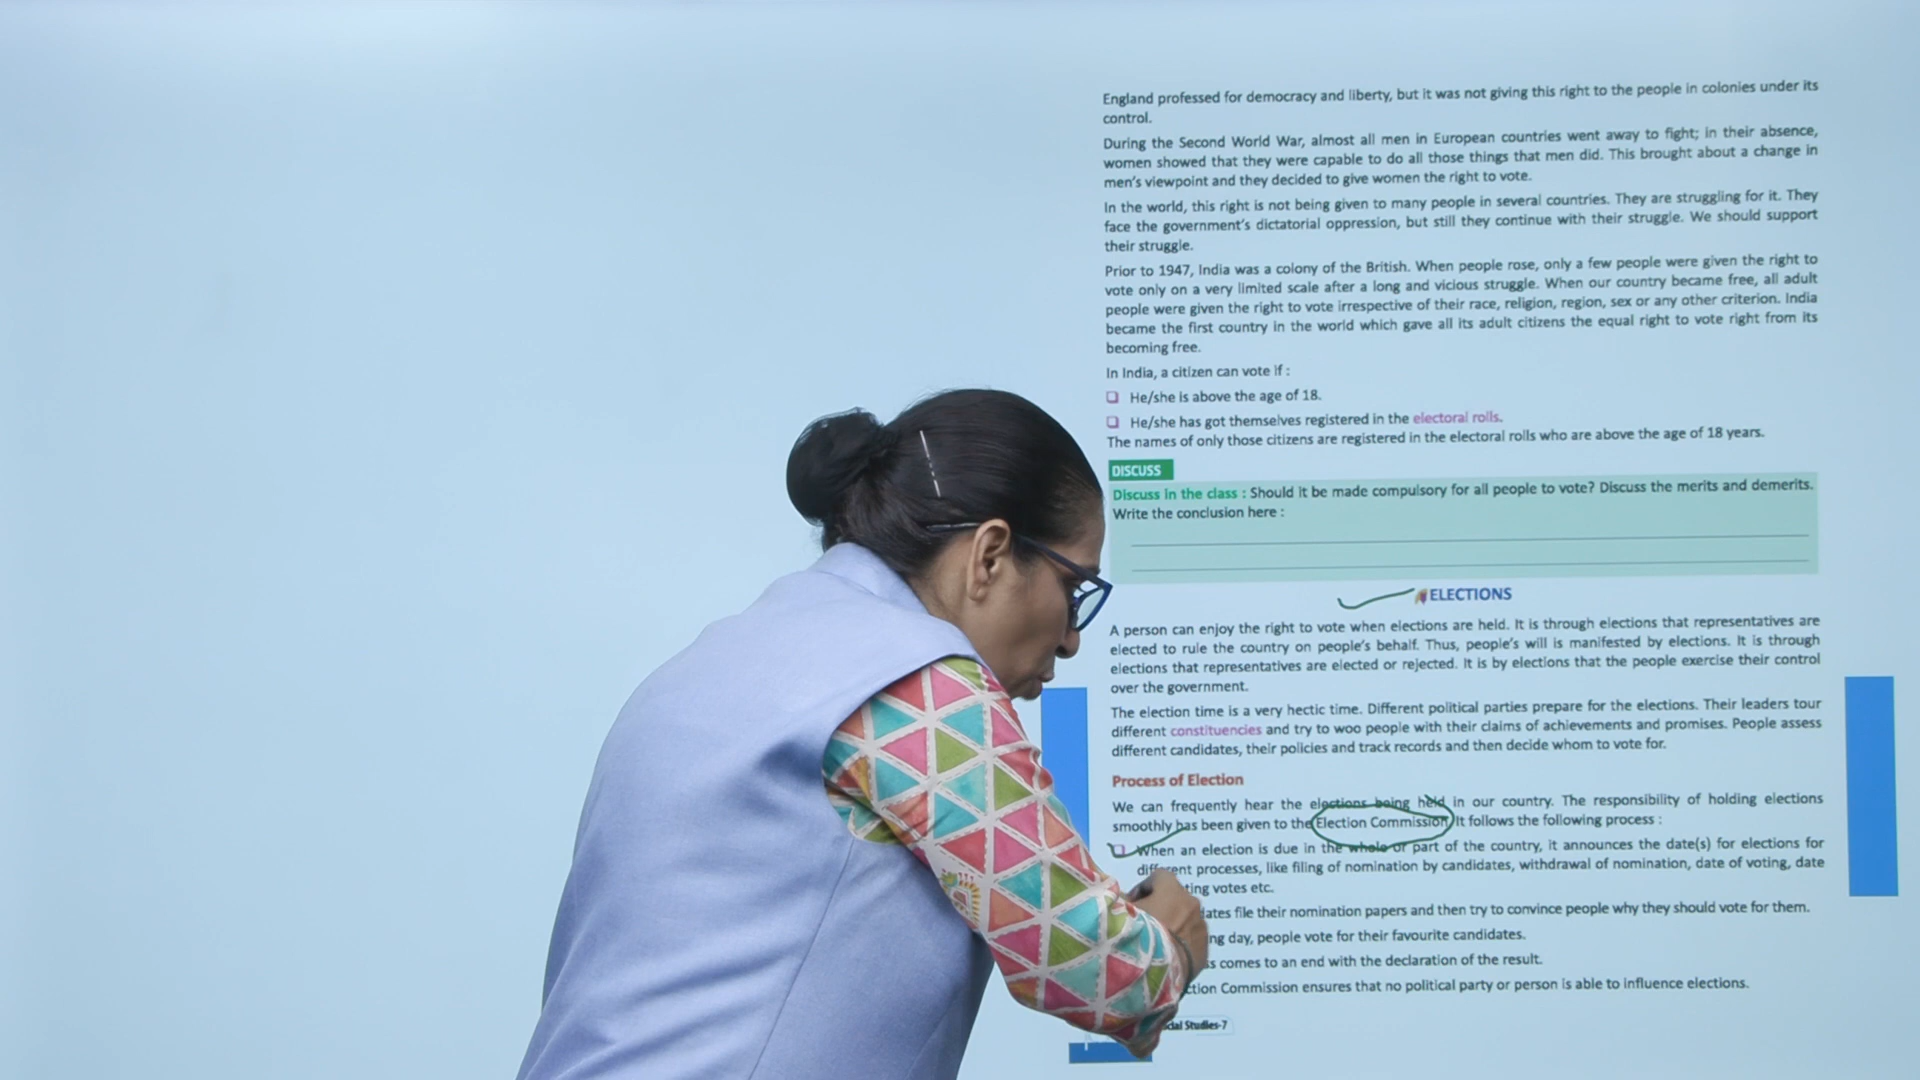 England professed for democracy and liberty, but it was not giving this right to the people in colonies under its
control.
During the Second World War, almost all men in European countries went away to fight; in their absence,
women showed that they were capable to do all those things that men did. This brought about a change in
men's viewpoint and they decided to give women the right to vote.
In the world, this right is not being given to many people in several countries. They are struggling for it. They
face the government's dictatorial oppression, but still they continue with their struggle. We should support
their struggle.
Prior to 1947, India was a colony of the British. When people rose, only a few people were given the right to
vote only on a very limited scale after a long and vicious struggle. When our country became free, all adult
people were given the right to vote irrespective of their race, religion, region, sex or any other criterion. India
became the first country in the world which gave all its adult citizens the equal right to vote right from its
becoming free.
In India, a citizen can vote if :
He/she is above the age of 18.
He/she has got themselves registered in the electoral rolls.
The names of only those citizens are registered in the electoral rolls who are above the age of 18 years.
DISCUSS
Discuss in the class : Should it be made compulsory for all people to vote? Discuss the merits and demerits.
Write the conclusion here :
ELECTIONS
A person can enjoy the right to vote when elections are held. It is through elections that representatives are
elected to rule the country on people's behalf. Thus, people's will is manifested by elections. It is through
elections that representatives are elected or rejected. It is by elections that the people exercise their control
over the government.
The election time is a very hectic time. Different political parties prepare for the elections. Their leaders tour
different constituencies and try to woo people with their claims of achievements and promises. People assess
different candidates, their policies and track records and then decide whom to vote for.
Process of Election
We can frequently hear the elections being held in our country. The responsibility of holding elections
smoothly has been given to the Election Commission. It follows the following process :
When an election is due in the whole or part of the country, it announces the date(s) for elections for
different processes, like filing of nomination by candidates, withdrawal of nomination, date of voting, date
votes etc.
file their nomination papers and then try to convince people why they should vote for them.
day, people vote for their favourite candidates.
comes to an end with the declaration of the result.
Commission ensures that no political party or person is able to influence elections.
Studies-7